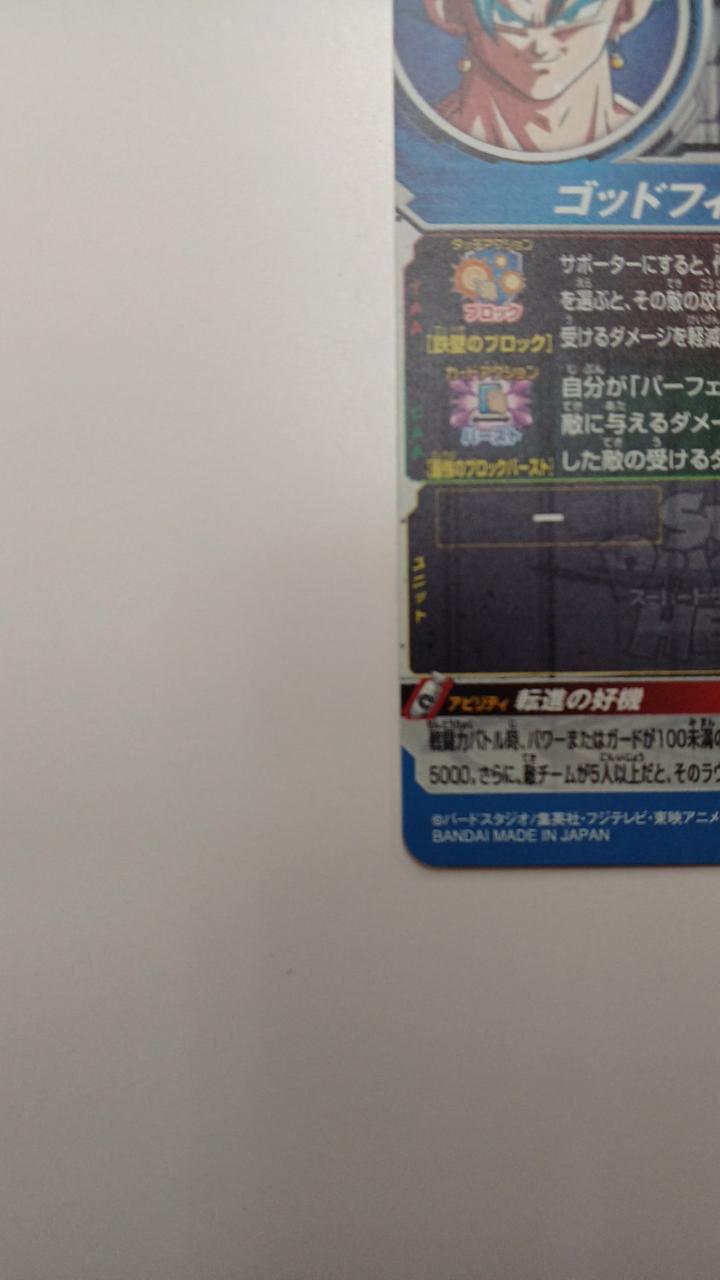 ゴッドフィ
タッチアクション
ブロック
[鉄壁のブロック]
サポーターにすると、
を選ぶと、その敵の攻
受けるダメージを軽減
カードアクション
バースト
[最強のブロックバースト]
自分が「パーフェ
敵に与えるダメー
した敵の受けるダ
TAA
CAA
ユニット
ー
アビリティ 転進の好機
戦闘力バトル時、パワーまたはガードが100未満の
5000。さらに、敵チームが5人以上だと、そのラウ
©バードスタジオ/集英社・フジテレビ・東映アニメ
BANDAI MADE IN JAPAN